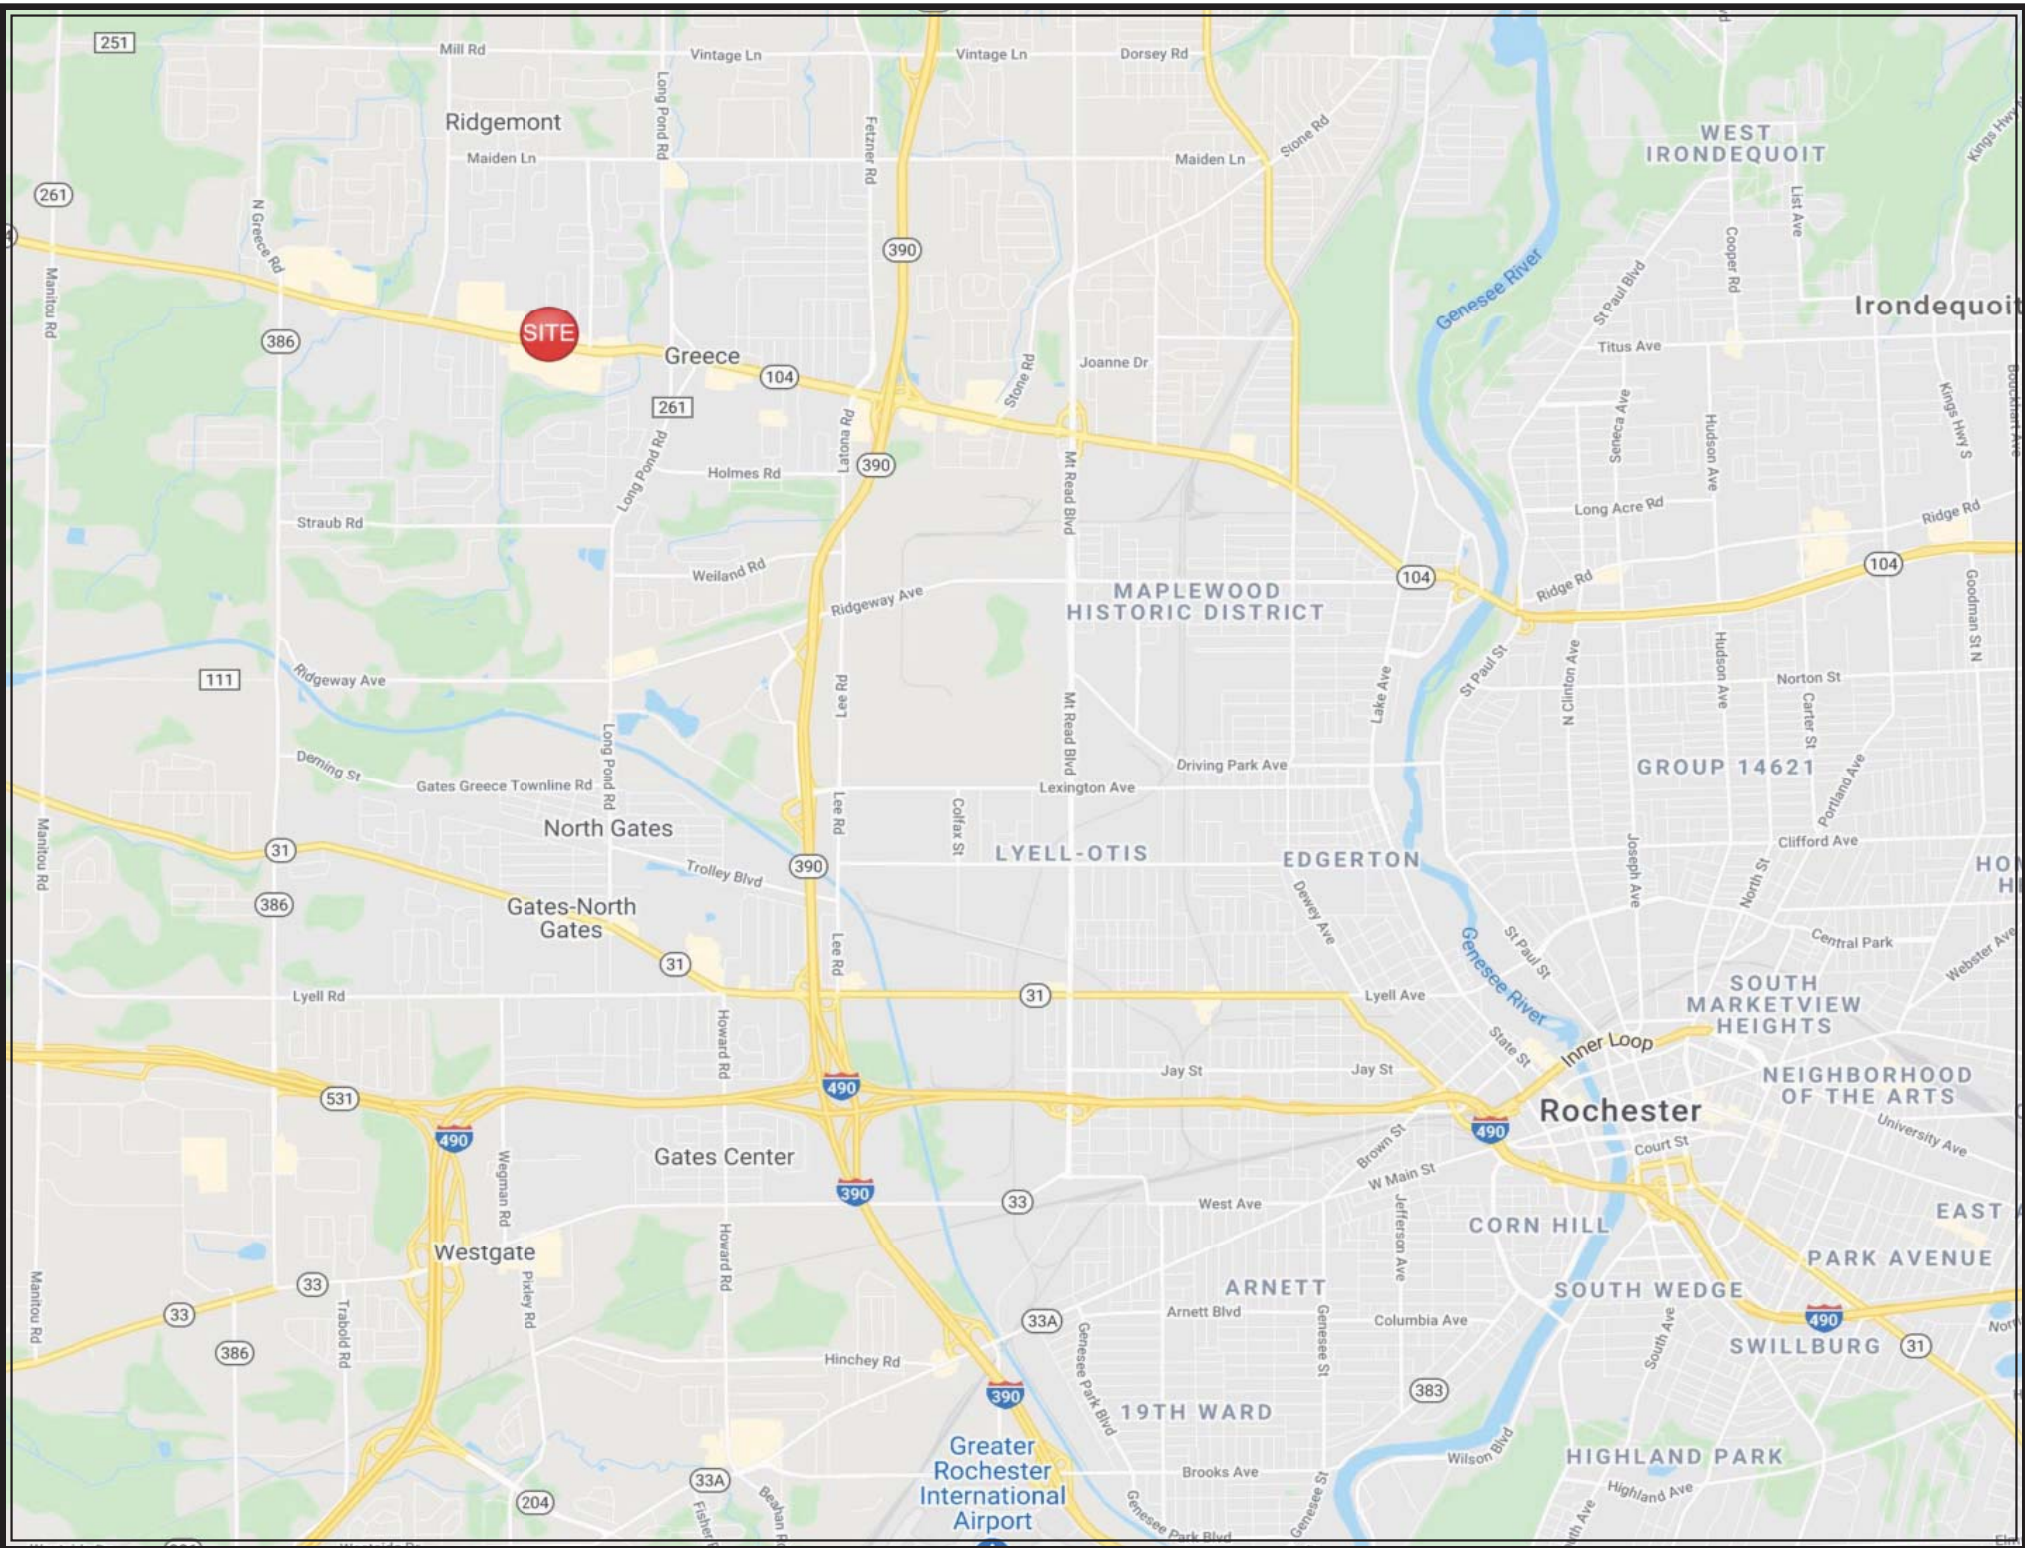 251
Mill Rd
Vintage Ln
Vintage Ln
Dorsey Rd
Long Pond Rd
Ridgemont
Fetzner Rd
Stone Rd
Kings Hwy
WEST
IRONDEQUOIT
Maiden Ln
Maiden Ln
261
N Greece Rd
List Ave
390
Cooper Rd
Genesee River
St Paul Blvd
Manitou Rd
Irondequoit
SITE
386
Greece
104
Joanne Dr
Stone Rd
Titus Ave
261
Seneca Ave
Hudson Ave
Kings Hwy S
Latona Rd
Long Pond Rd
Holmes Rd
390
Mt Read Blvd
Straub Rd
Long Acre Rd
Ridge Rd
Weiland Rd
104
104
Ridge Rd
Ridgeway Ave
MAPLEWOOD
HISTORIC DISTRICT
Goodman St N
Hudson Ave
N Clinton Ave
St Paul St
111
Ridgeway Ave
Lee Rd
Mt Read Blvd
Lake Ave
Norton St
Carter St
Long Pond Rd
Deming St
Gates Greece Townline Rd
Driving Park Ave
Lexington Ave
GROUP 14621
Portland Ave
Manitou Rd
North Gates
Lee Rd
Colfax St
31
LYELL-OTIS
EDGERTON
Clifford Ave
Joseph Ave
North St
Trolley Blvd
390
386
Gates-North
Gates
Dewey Ave
Genesee River
St Paul St
Central Park
Webster Ave
31
Lee Rd
Lyell Rd
31
Lyell Ave
SOUTH
MARKETVIEW
HEIGHTS
Howard Rd
State St
Inner Loop
Jay St
Jay St
490
531
NEIGHBORHOOD
OF THE ARTS
Rochester
490
490
University Ave
Court St
Brown St
W Main St
Gates Center
Wegman Rd
390
33
West Ave
Jefferson Ave
CORN HILL
EAST
Westgate
Howard Rd
PARK AVENUE
Manitou Rd
33
33
Pixley Rd
Trabold Rd
ARNETT
SOUTH WEDGE
Arnett Blvd
Genesee St
Columbia Ave
33A
490
386
Genesee Park Blvd
South Ave
SWILLBURG
31
Hinchey Rd
390
383
19TH WARD
Greater
Rochester
International
Airport
Wilson Blvd
HIGHLAND PARK
Highland Ave
Brooks Ave
33A
204
Beahan
Genesee Park Blvd
Genesee St